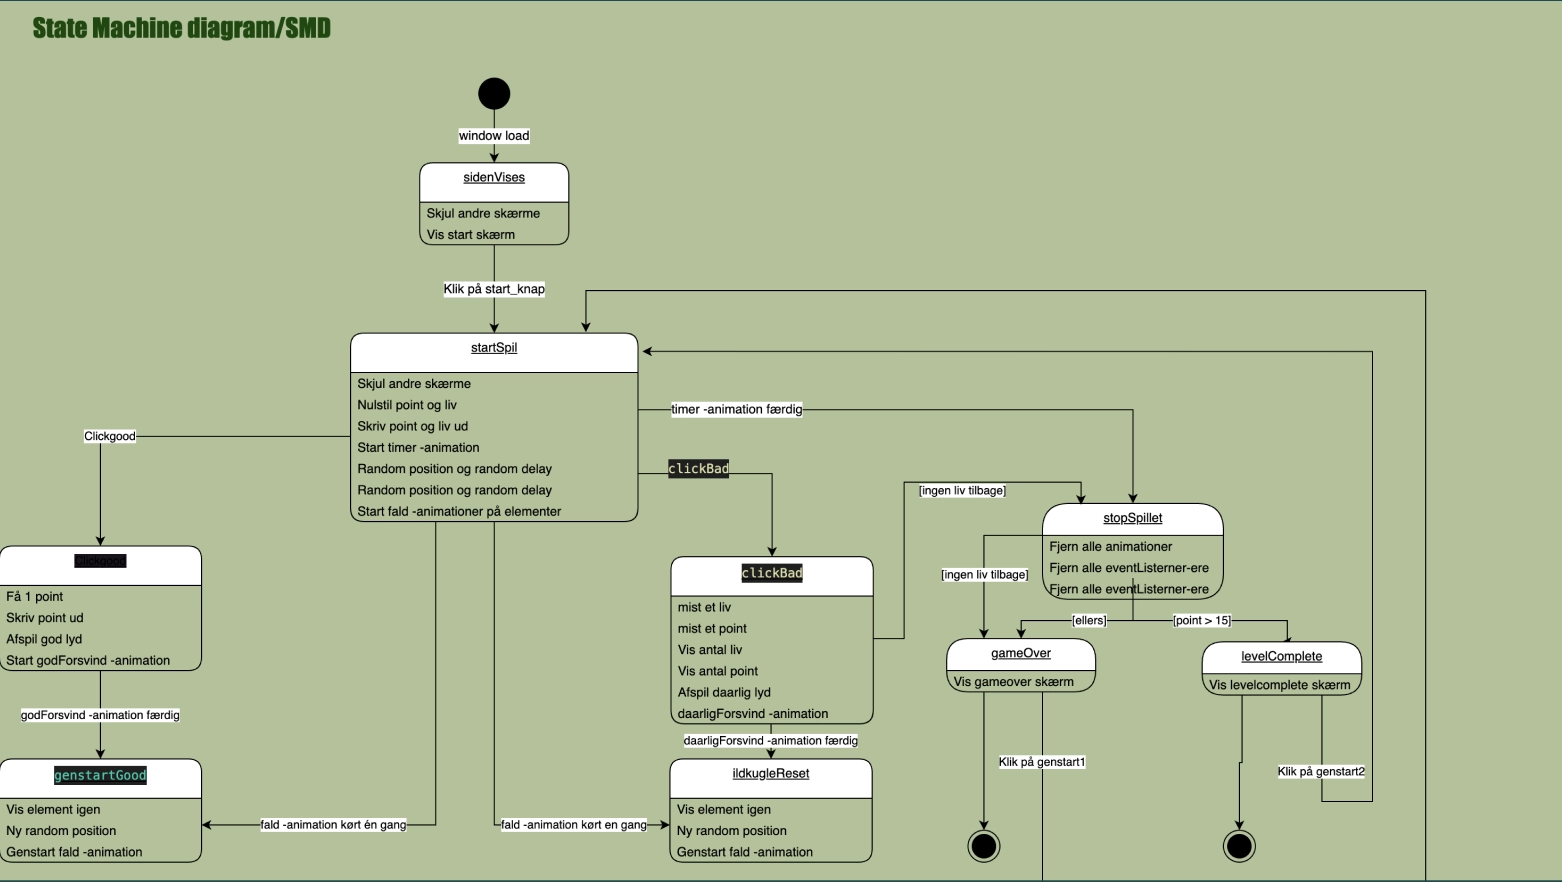 State Machine diagram/SMD
window load
sidenVises
Skjul andre skærme
Vis start skærm
Klik på start_knap
startSpil
Skjul andre skærme
Nulstil point og liv
Skriv point og liv ud
Start timer -animation
Random position og random delay
Random position og random delay
Start fald -animationer på elementer
timer -animation færdig
Clickgood
clickBad
[ingen liv tilbage]
stopSpillet
Fjern alle animationer
Fjern alle eventListerner-ere
Fjern alle eventListerner-ere
Clickgood
Få 1 point
Skriv point ud
Afspil god lyd
Start godForsvind -animation
clickBad
mist et liv
mist et point
Vis antal liv
Vis antal point
Afspil daarlig lyd
daarligForsvind -animation
[ingen liv tilbage]
[ellers]
[point > 15]
gameOver
Vis gameover skærm
levelComplete
Vis levelcomplete skærm
godForsvind -animation færdig
daarligForsvind -animation færdig
Klik på genstart1
Klik på genstart2
genstartGood
Vis element igen
Ny random position
Genstart fald -animation
fald -animation kørt én gang
fald -animation kørt en gang
ildkugleReset
Vis element igen
Ny random position
Genstart fald -animation